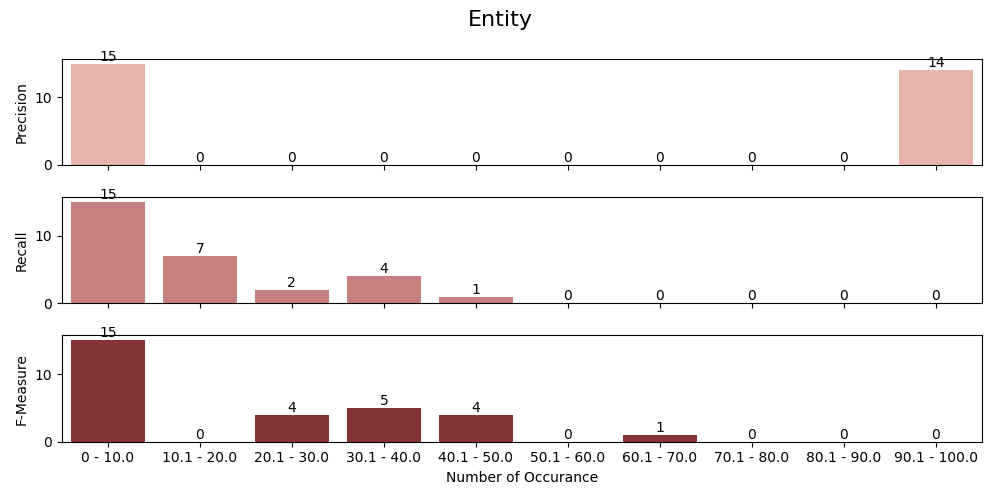 Entity
Precision
10
0
15 0 0 0 0 0 0 0 0 14
Recall
10
0
15 7 2 4 1 0 0 0 0 0
F-Measure
10
0
15 0 4 5 4 0 1 0 0 0
0 - 10.0 10.1 - 20.0 20.1 - 30.0 30.1 - 40.0 40.1 - 50.0 50.1 - 60.0 60.1 - 70.0 70.1 - 80.0 80.1 - 90.0 90.1 - 100.0
Number of Occurance